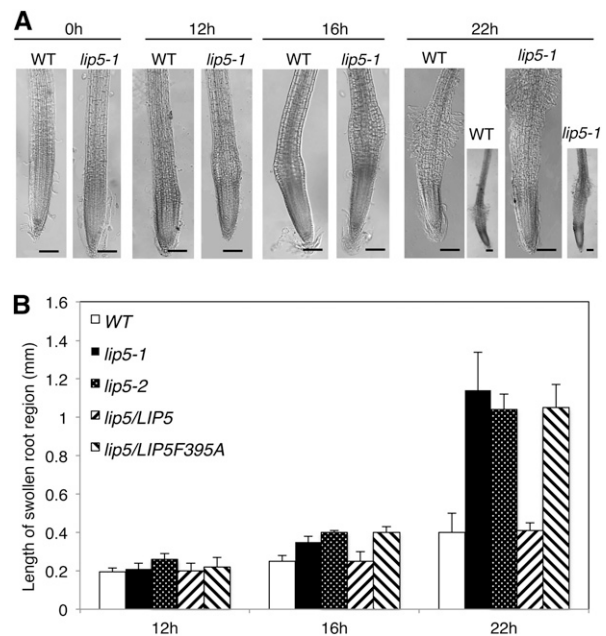 A
0h 12h 16h 22h
WT lip5-1 WT lip5-1 WT lip5-1 WT lip5-1
WT lip5-1
B
Length of swollen root region (mm)
1.6
1.4
1.2
1
0.8
0.6
0.4
0.2
0
WT
lip5-1
lip5-2
lip5/LIP5
lip5/LIP5F395A
12h 16h 22h